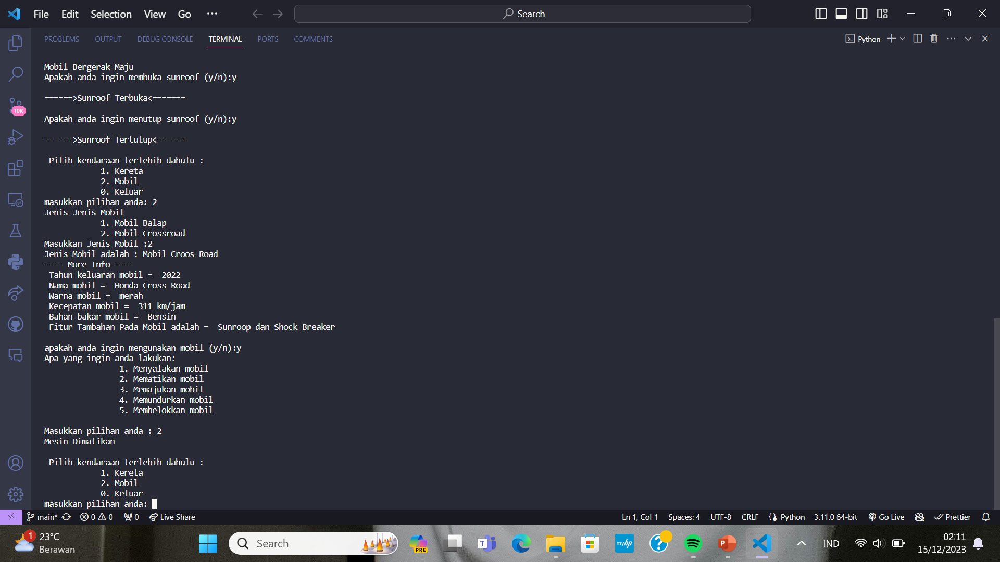 File Edit Selection View Go ···
Search
PROBLEMS OUTPUT DEBUG CONSOLE TERMINAL PORTS COMMENTS
Python
10K
Mobil Bergerak Maju
Apakah anda ingin membuka sunroof (y/n):y
======>Sunroof Terbuka<=======
Apakah anda ingin menutup sunroof (y/n):y
======>Sunroof Tertutup<======
Pilih kendaraan terlebih dahulu :
1. Kereta
2. Mobil
0. Keluar
masukkan pilihan anda: 2
Jenis-Jenis Mobil
1. Mobil Balap
2. Mobil Crossroad
Masukkan Jenis Mobil :2
Jenis Mobil adalah : Mobil Croos Road
---- More Info ----
Tahun keluaran mobil =  2022
Nama mobil =  Honda Cross Road
Warna mobil =  merah
Kecepatan mobil =  311 km/jam
Bahan bakar mobil =  Bensin
Fitur Tambahan Pada Mobil adalah =  Sunroop dan Shock Breaker
apakah anda ingin mengunakan mobil (y/n):y
Apa yang ingin anda lakukan:
1. Menyalakan mobil
2. Mematikan mobil
3. Memajukan mobil
4. Memundurkan mobil
5. Membelokkan mobil
Masukkan pilihan anda : 2
Mesin Dimatikan
Pilih kendaraan terlebih dahulu :
1. Kereta
2. Mobil
0. Keluar
masukkan pilihan anda:
main* 0 0 0 Live Share Ln 1, Col 1 Spaces: 4 UTF-8 CRLF Python 3.11.0 64-bit Go Live Prettier
1 23°C
Berawan
Search
PRE
T
myhp
?
P
IND
02:11
15/12/2023